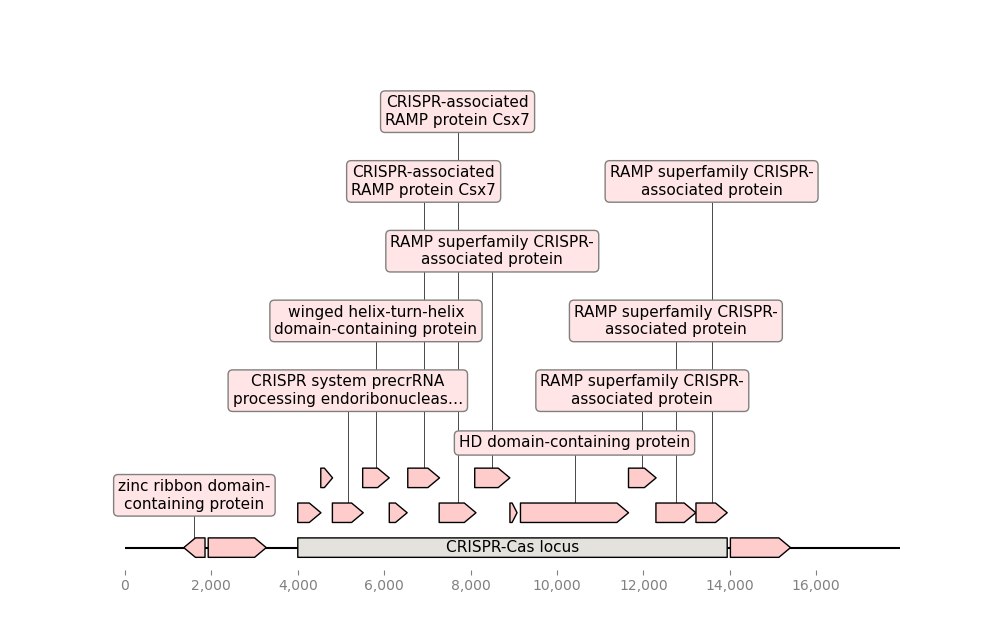 CRISPR-associated
RAMP protein Csx7
CRISPR-associated
RAMP protein Csx7
RAMP superfamily CRISPR-
associated protein
RAMP superfamily CRISPR-
associated protein
winged helix-turn-helix
domain-containing protein
RAMP superfamily CRISPR-
associated protein
CRISPR system precrRNA
processing endoribonucleas…
RAMP superfamily CRISPR-
associated protein
HD domain-containing protein
zinc ribbon domain-
containing protein
CRISPR-Cas locus
0 2,000 4,000 6,000 8,000 10,000 12,000 14,000 16,000